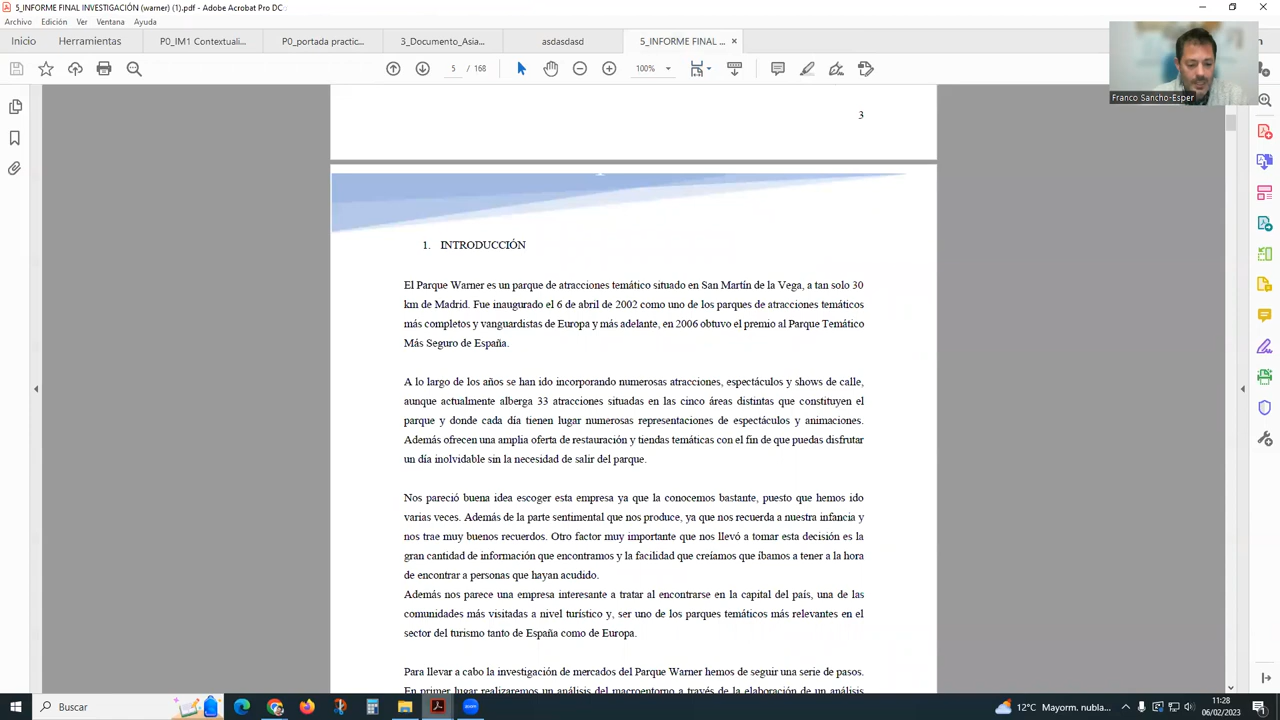 5_INFORME FINAL INVESTIGACIÓN (warner) (1).pdf - Adobe Acrobat Pro DC
Archivo Edición Ver Ventana Ayuda
Inicio Herramientas P0_IM1 Contextuali... P0_portada practic... 3_Documento_Asia... asdasdasd 5_INFORME FINAL ... ×
5 / 168 100%
Franco Sancho-Esper
3
1. INTRODUCCIÓN
El Parque Warner es un parque de atracciones temático situado en San Martín de la Vega, a tan solo 30
km de Madrid. Fue inaugurado el 6 de abril de 2002 como uno de los parques de atracciones temáticos
más completos y vanguardistas de Europa y más adelante, en 2006 obtuvo el premio al Parque Temático
Más Seguro de España.
A lo largo de los años se han ido incorporando numerosas atracciones, espectáculos y shows de calle,
aunque actualmente alberga 33 atracciones situadas en las cinco áreas distintas que constituyen el
parque y donde cada día tienen lugar numerosas representaciones de espectáculos y animaciones.
Además ofrecen una amplia oferta de restauración y tiendas temáticas con el fin de que puedas disfrutar
un día inolvidable sin la necesidad de salir del parque.
Nos pareció buena idea escoger esta empresa ya que la conocemos bastante, puesto que hemos ido
varias veces. Además de la parte sentimental que nos produce, ya que nos recuerda a nuestra infancia y
nos trae muy buenos recuerdos. Otro factor muy importante que nos llevó a tomar esta decisión es la
gran cantidad de información que encontramos y la facilidad que creíamos que íbamos a tener a la hora
de encontrar a personas que hayan acudido.
Además nos parece una empresa interesante a tratar al encontrarse en la capital del país, una de las
comunidades más visitadas a nivel turístico y, ser uno de los parques temáticos más relevantes en el
sector del turismo tanto de España como de Europa.
Para llevar a cabo la investigación de mercados del Parque Warner hemos de seguir una serie de pasos.
En primer lugar realizaremos un análisis del macroentorno a través de la elaboración de un análisis
Buscar
12°C Mayorm. nubla...
11:28
06/02/2023